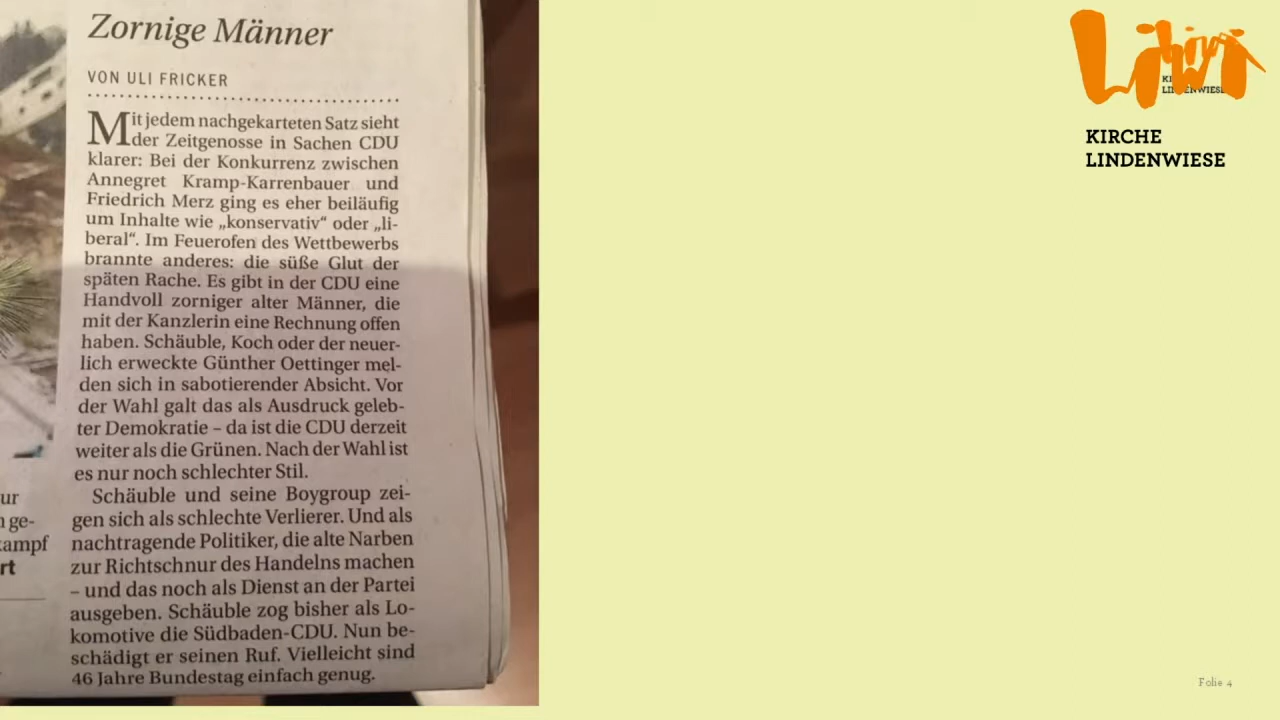 Zornige Männer
VON ULI FRICKER
Mit jedem nachgekarteten Satz sieht
der Zeitgenosse in Sachen CDU
klarer: Bei der Konkurrenz zwischen
Annegret Kramp-Karrenbauer und
Friedrich Merz ging es eher beiläufig
um Inhalte wie „konservativ“ oder „li-
beral“. Im Feuerofen des Wettbewerbs
brannte anderes: die süße Glut der
späten Rache. Es gibt in der CDU eine
Handvoll zorniger alter Männer, die
mit der Kanzlerin eine Rechnung offen
haben. Schäuble, Koch oder der neuer-
lich erweckte Günther Oettinger mel-
den sich in sabotierender Absicht. Vor
der Wahl galt das als Ausdruck geleb-
ter Demokratie – da ist die CDU derzeit
weiter als die Grünen. Nach der Wahl ist
es nur noch schlechter Stil.
Schäuble und seine Boygroup zei-
gen sich als schlechte Verlierer. Und als
nachtragende Politiker, die alte Narben
zur Richtschnur des Handelns machen
– und das noch als Dienst an der Partei
ausgeben. Schäuble zog bisher als Lo-
komotive die Südbaden-CDU. Nun be-
schädigt er seinen Ruf. Vielleicht sind
46 Jahre Bundestag einfach genug.
ur
ge-
ampf
rt
KIRCHE
LINDENWIESE
Folie 4